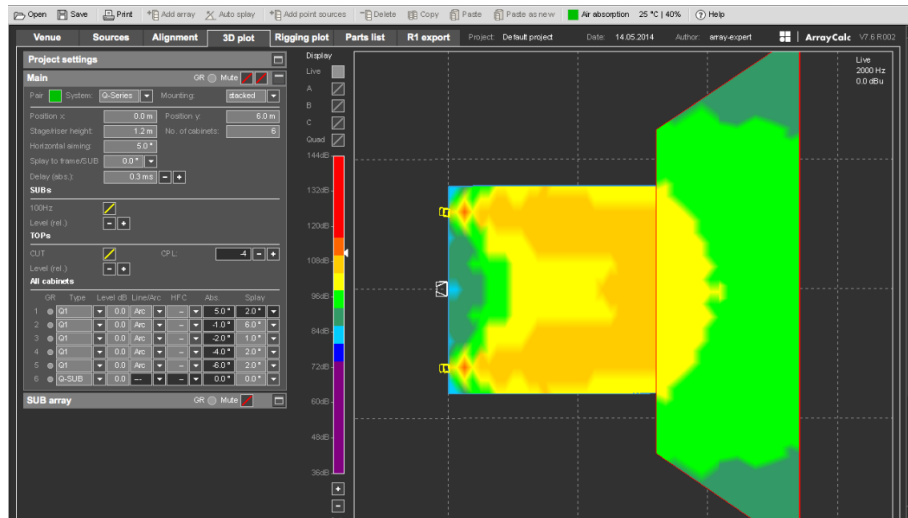 Open Save Print Add array Auto splay Add point sources Delete Copy Paste Paste as new Air absorption 25 °C | 40% Help
Venue Sources Alignment 3D plot Rigging plot Parts list R1 export Project: Default project Date: 14.05.2014 Author: array-expert ArrayCalc V7.6 R002
Project settings
Main GR Mute
Pair System: Q-Series Mounting: stacked
Position x: 0.0 m Position y: 6.0 m
Stage/riser height: 1.2 m No. of cabinets: 6
Horizontal aiming: 5.0 °
Splay to frame/SUB 0.0 °
Delay (abs.): 0.3 ms - +
SUBs
100Hz
Level (rel.) - +
TOPs
CUT CPL: -4 - +
Level (rel.) - +
All cabinets
GR Type Level dB Line/Arc HFC Abs. Splay
1 Q1 0.0 Arc – 5.0 ° 2.0 °
2 Q1 0.0 Arc – -1.0 ° 6.0 °
3 Q1 0.0 Arc – -2.0 ° 1.0 °
4 Q1 0.0 Arc – -4.0 ° 2.0 °
5 Q1 0.0 Arc – -6.0 ° 2.0 °
6 Q-SUB 0.0 --- – 0.0 ° 0.0 °
SUB array GR Mute
Display
Live
A
B
C
Quad
144dB
132dB
120dB
108dB
96dB
84dB
72dB
60dB
48dB
36dB
+
-
Live
2000 Hz
0.0 dBu